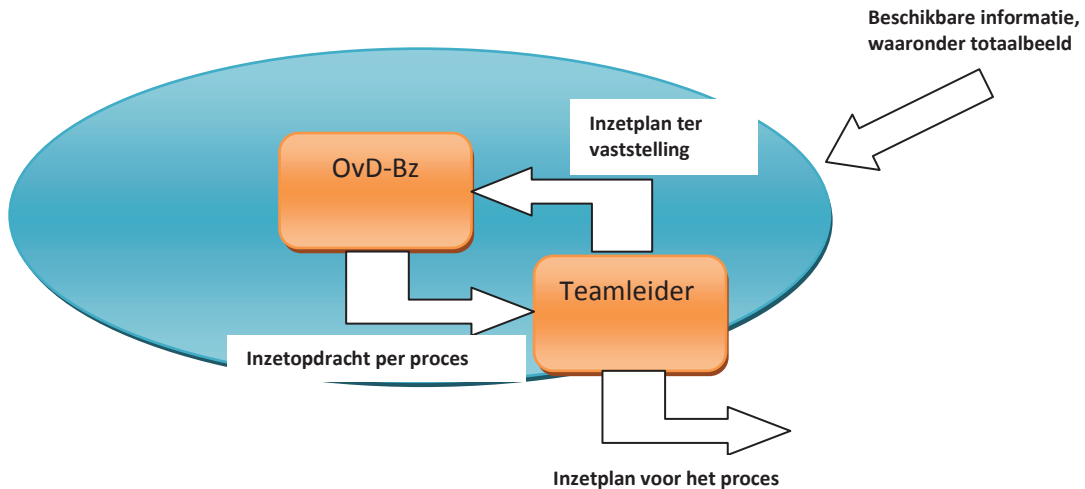 Beschikbare informatie,
waaronder totaalbeeld
Inzetplan ter
vaststelling
OvD-Bz
Teamleider
Inzetopdracht per proces
Inzetplan voor het proces